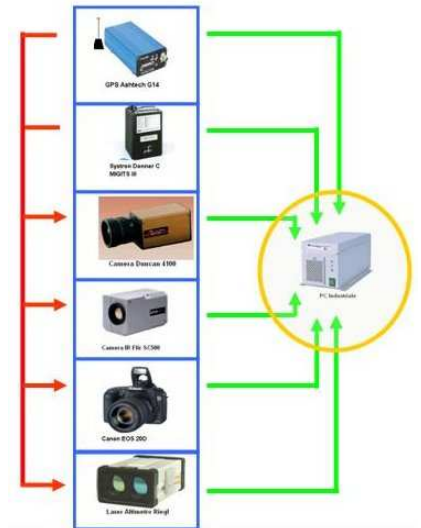 GPS Ashtech G14
Systron Donner C
MIGITS III
Camera Duncan 4100
Camera IR Flir SC500
Canon EOS 20D
Laser Altimetro Riegl
PC Industriale